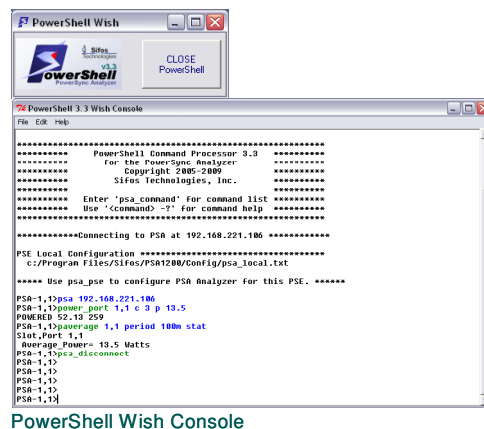 PowerShell Wish
Sifos
Technologies
v3.3
PowerShell
PowerSync Analyzer
CLOSE
PowerShell
PowerShell 3.3 Wish Console
File Edit Help
*******************************************************************
********** PowerShell Command Processor 3.3 **********
********** for the PowerSync Analyzer **********
********** Copyright 2005-2009 **********
********** Sifos Technologies, Inc. **********
********** **********
********** Enter 'psa_command' for command list **********
********** Use '<command> -?' for command help **********
*******************************************************************
************Connecting to PSA at 192.168.221.106 ************
PSE Local Configuration ****************************************
c:/Program Files/Sifos/PSA1200/Config/psa_local.txt
***** Use psa_pse to configure PSA Analyzer for this PSE. ******
PSA-1,1>psa 192.168.221.106
PSA-1,1>power_port 1,1 c 3 p 13.5
POWERED 52.13 259
PSA-1,1>paverage 1,1 period 100m stat
Slot,Port 1,1
Average_Power= 13.5 Watts
PSA-1,1>psa_disconnect
PSA-1,1>
PSA-1,1>
PSA-1,1>
PSA-1,1>
PowerShell Wish Console